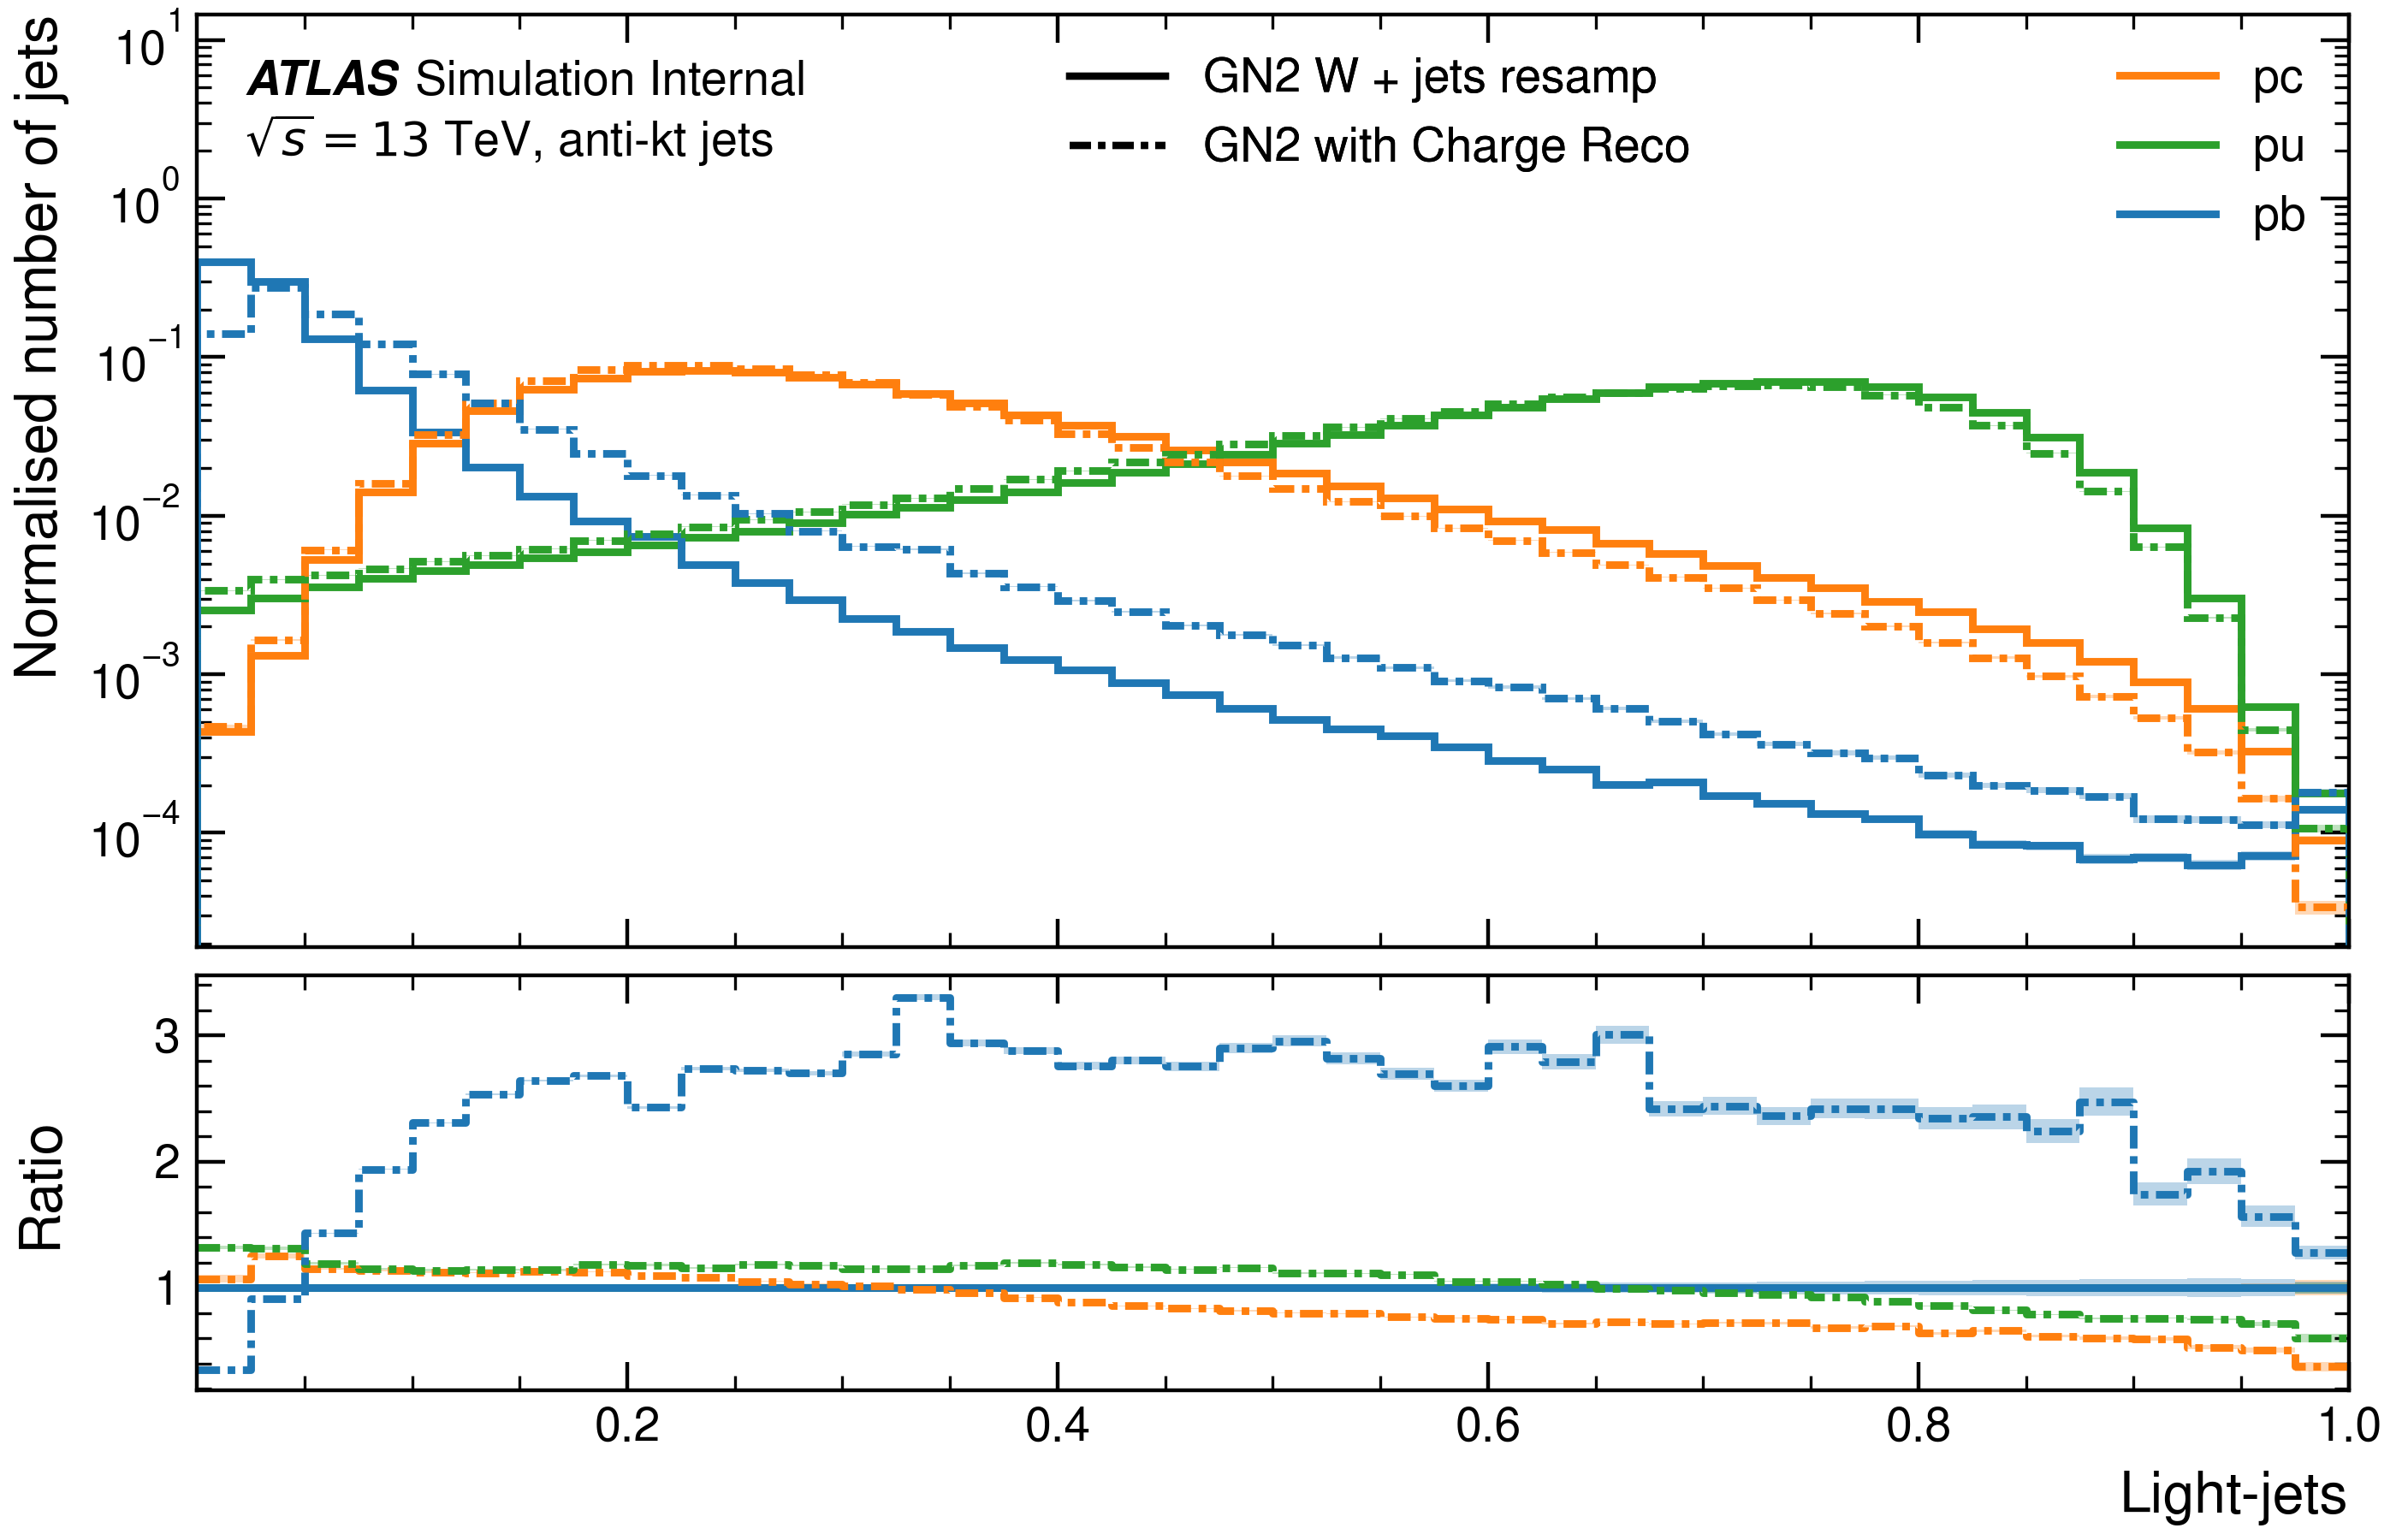 ATLAS Simulation Internal
√s = 13 TeV, anti-kt jets
GN2 W + jets resamp
GN2 with Charge Reco
pc
pu
pb
Normalised number of jets
10^1
10^0
10^−1
10^−2
10^−3
10^−4
Ratio
3
2
1
0.2 0.4 0.6 0.8 1.0
Light-jets